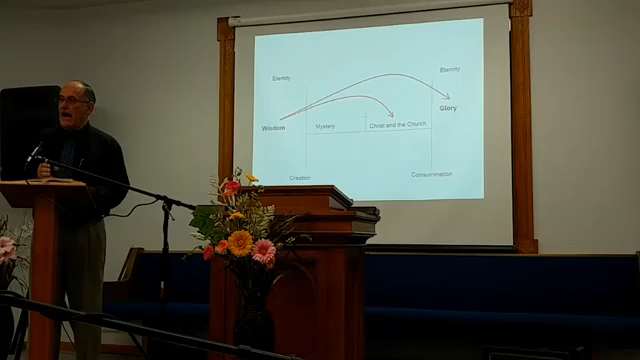 Eternity
Eternity
Wisdom
Mystery
Christ and the Church
Glory
Creation
Consummation